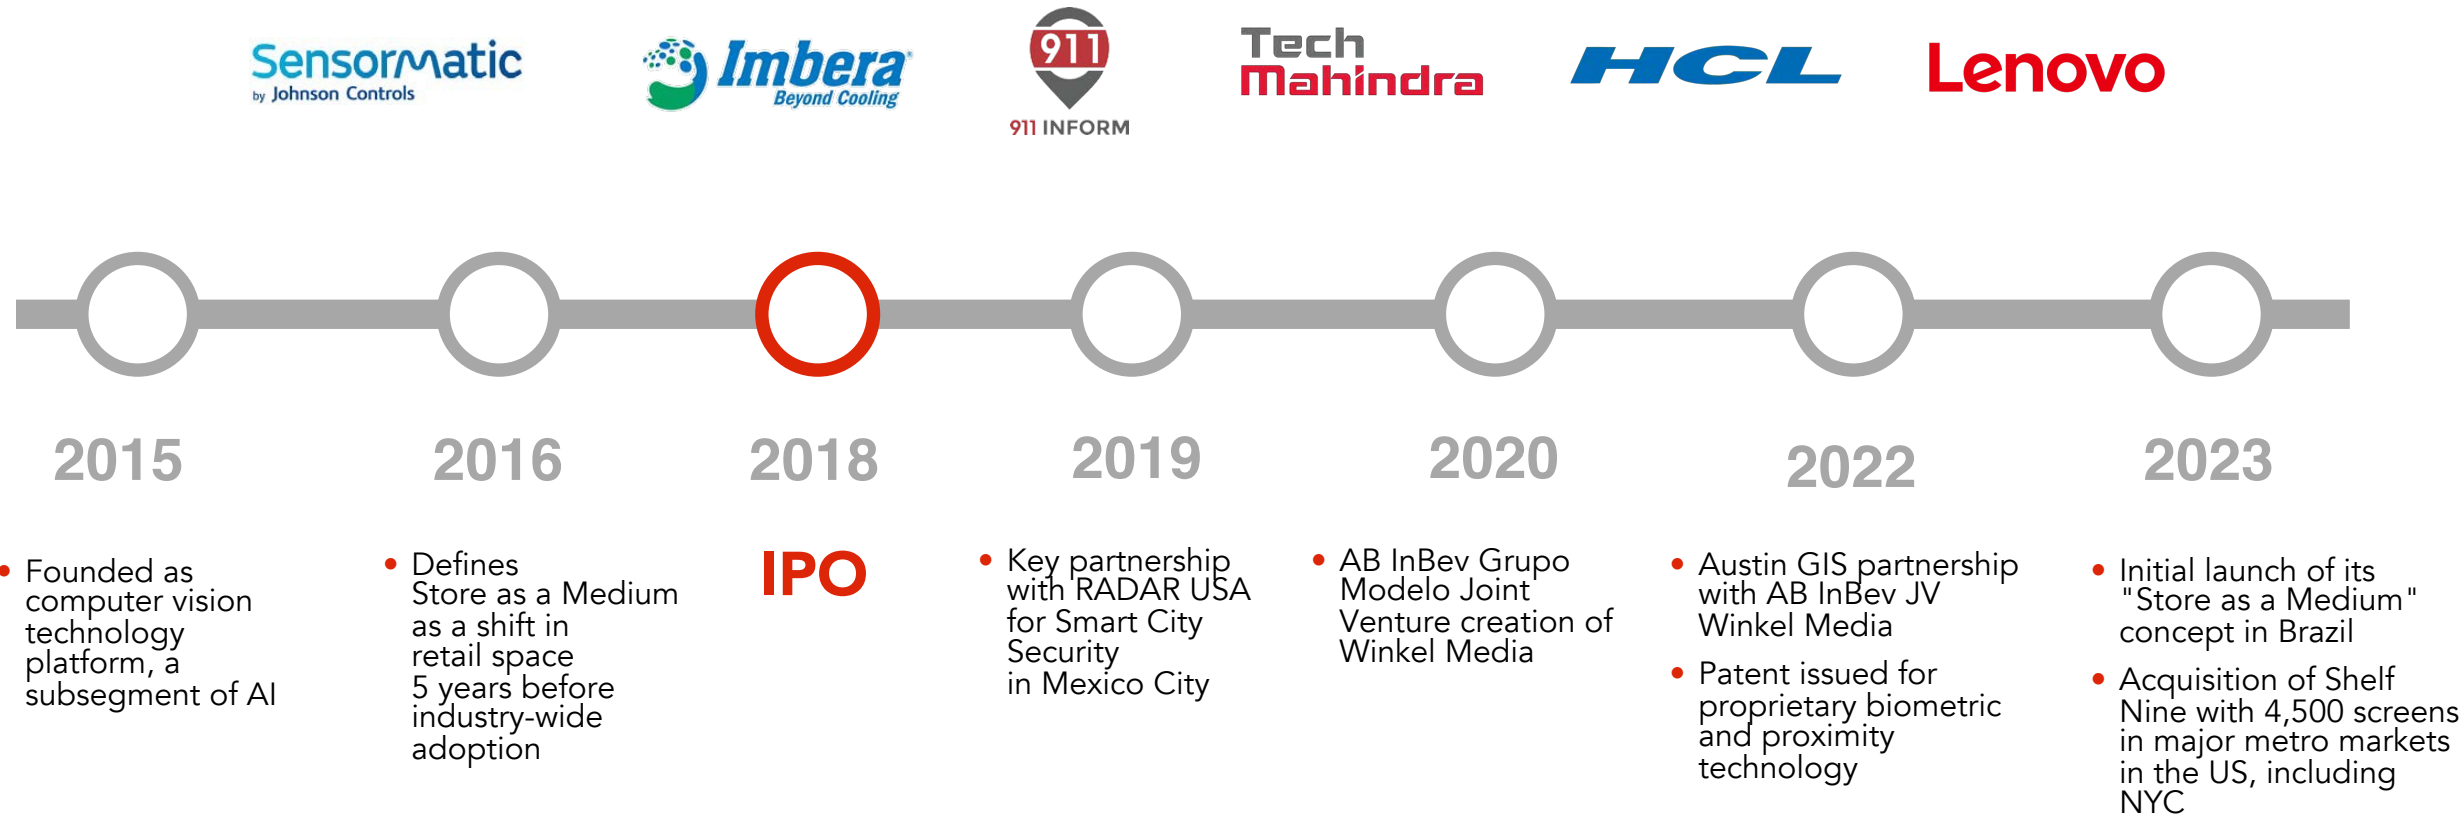 Sensormatic
by Johnson Controls
Imbera
Beyond Cooling
911
911 INFORM
Tech
Mahindra
HCL
Lenovo
2015
• Founded as
computer vision
technology
platform, a
subsegment of AI
2016
• Defines
Store as a Medium
as a shift in
retail space
5 years before
industry-wide
adoption
2018
IPO
2019
• Key partnership
with RADAR USA
for Smart City
Security
in Mexico City
2020
• AB InBev Grupo
Modelo Joint
Venture creation of
Winkel Media
2022
• Austin GIS partnership
with AB InBev JV
Winkel Media
• Patent issued for
proprietary biometric
and proximity
technology
2023
• Initial launch of its
"Store as a Medium"
concept in Brazil
• Acquisition of Shelf
Nine with 4,500 screens
in major metro markets
in the US, including
NYC